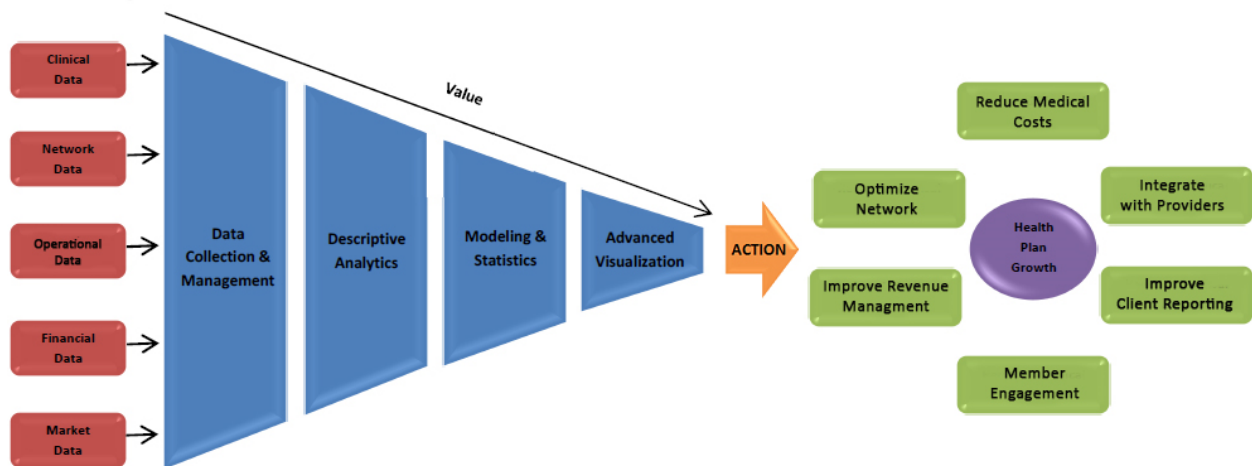 Clinical
Data
Network
Data
Operational
Data
Financial
Data
Market
Data
Value
Data
Collection &
Management
Descriptive
Analytics
Modeling &
Statistics
Advanced
Visualization
ACTION
Reduce Medical
Costs
Optimize
Network
Integrate
with Providers
Health
Plan
Growth
Improve Revenue
Managment
Improve
Client Reporting
Member
Engagement